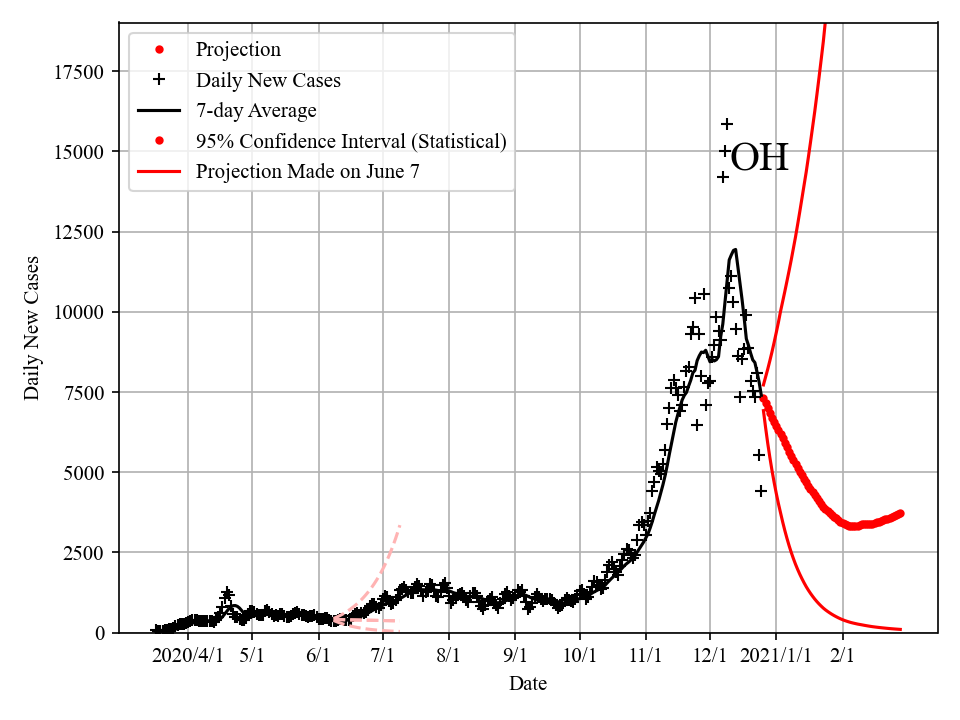 Projection
Daily New Cases
7-day Average
95% Confidence Interval (Statistical)
Projection Made on June 7
OH
Daily New Cases
17500
15000
12500
10000
7500
5000
2500
0
2020/4/1 5/1 6/1 7/1 8/1 9/1 10/1 11/1 12/1 2021/1/1 2/1
Date